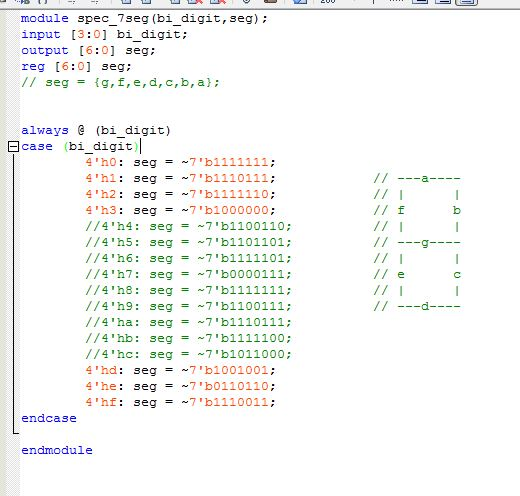 module spec_7seg(bi_digit,seg);
input [3:0] bi_digit;
output [6:0] seg;
reg [6:0] seg;
// seg = {g,f,e,d,c,b,a};
always @ (bi_digit)
case (bi_digit)
4'h0: seg = ~7'b1111111;
4'h1: seg = ~7'b1110111; // ---a----
4'h2: seg = ~7'b1111110; // |      |
4'h3: seg = ~7'b1000000; // f      b
//4'h4: seg = ~7'b1100110; // |      |
//4'h5: seg = ~7'b1101101; // ---g----
//4'h6: seg = ~7'b1111101; // |      |
//4'h7: seg = ~7'b0000111; // e      c
//4'h8: seg = ~7'b1111111; // |      |
//4'h9: seg = ~7'b1100111; // ---d----
//4'ha: seg = ~7'b1110111;
//4'hb: seg = ~7'b1111100;
//4'hc: seg = ~7'b1011000;
4'hd: seg = ~7'b1001001;
4'he: seg = ~7'b0110110;
4'hf: seg = ~7'b1110011;
endcase
endmodule